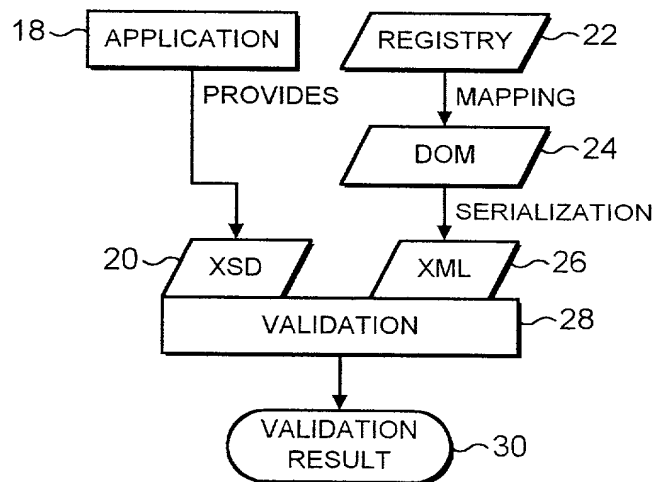 18 APPLICATION
REGISTRY 22
PROVIDES
MAPPING
DOM 24
SERIALIZATION
20 XSD
XML 26
VALIDATION 28
VALIDATION
RESULT 30